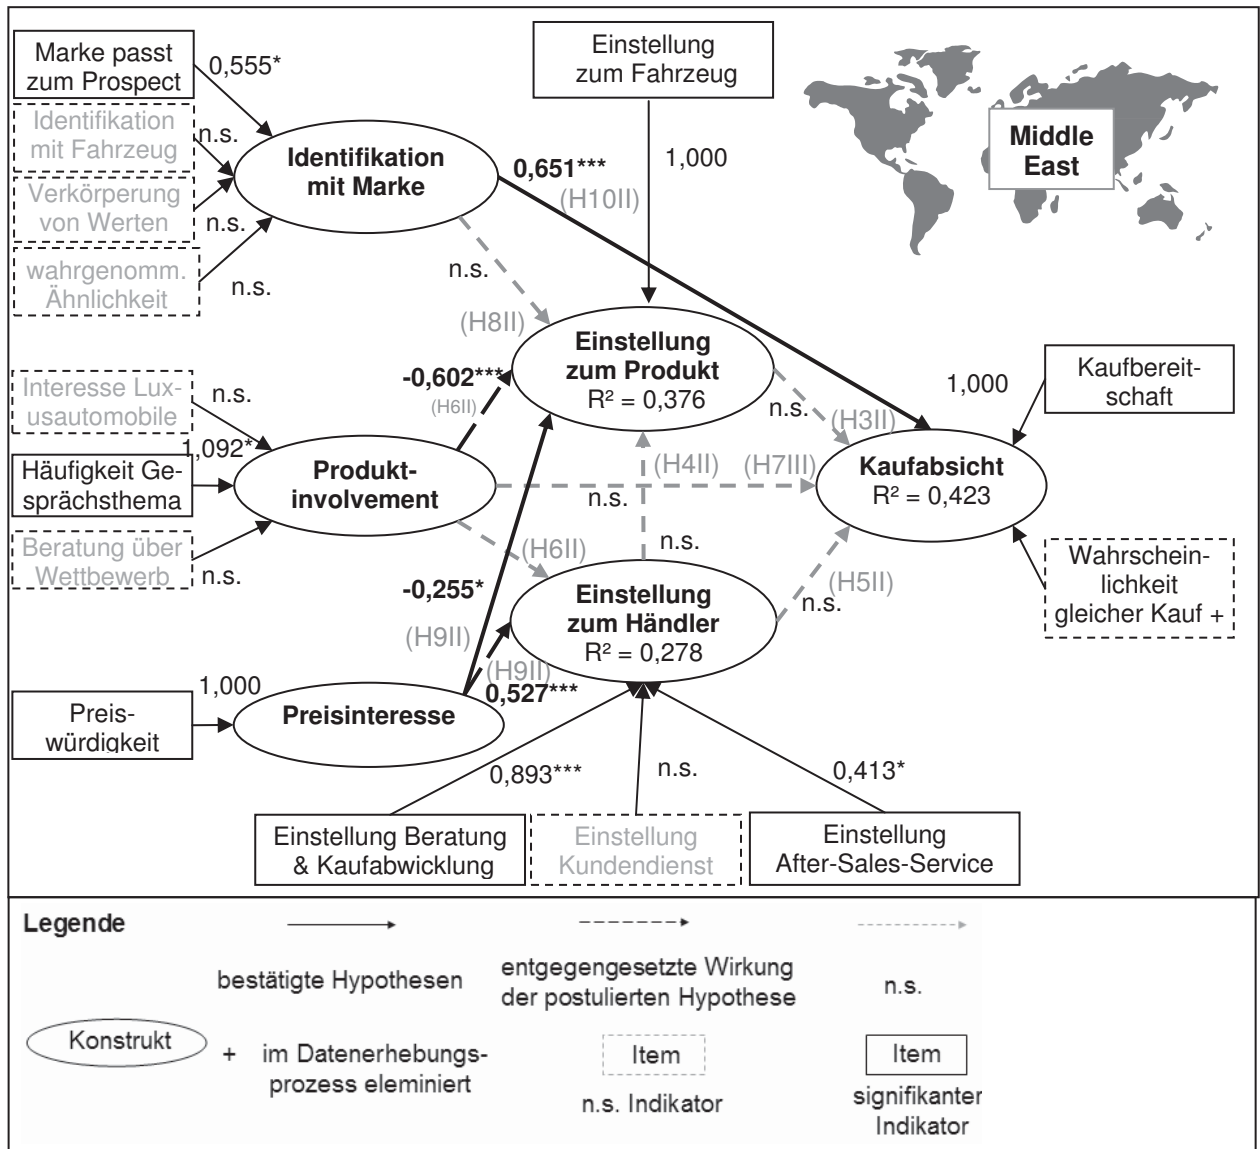 Marke passt
zum Prospect
0,555*
Einstellung
zum Fahrzeug
Identifikation
mit Fahrzeug
n.s.
Identifikation
mit Marke
0,651***
(H10II)
1,000
Middle
East
Verkörperung
von Werten
n.s.
wahrgenomm.
Ähnlichkeit
n.s.
n.s.
(H8II)
Einstellung
zum Produkt
R² = 0,376
Interesse Lux-
usautomobile
n.s.
-0,602***
(H6II)
n.s.
(H3II)
1,000
Kaufbereit-
schaft
1,092*
Häufigkeit Ge-
sprächsthema
Produkt-
involvement
(H4II)
(H7III)
n.s.
Kaufabsicht
R² = 0,423
Beratung über
Wettbewerb
n.s.
(H6II)
n.s.
-0,255*
(H9II)
Einstellung
zum Händler
R² = 0,278
(H5II)
n.s.
Wahrschein-
lichkeit
gleicher Kauf +
(H9II)
0,527***
1,000
Preis-
würdigkeit
Preisinteresse
0,893***
n.s.
0,413*
Einstellung Beratung
& Kaufabwicklung
Einstellung
Kundendienst
Einstellung
After-Sales-Service
Legende
bestätigte Hypothesen
entgegengesetzte Wirkung
der postulierten Hypothese
n.s.
Konstrukt
+ im Datenerhebungs-
prozess eleminiert
Item
n.s. Indikator
Item
signifikanter
Indikator